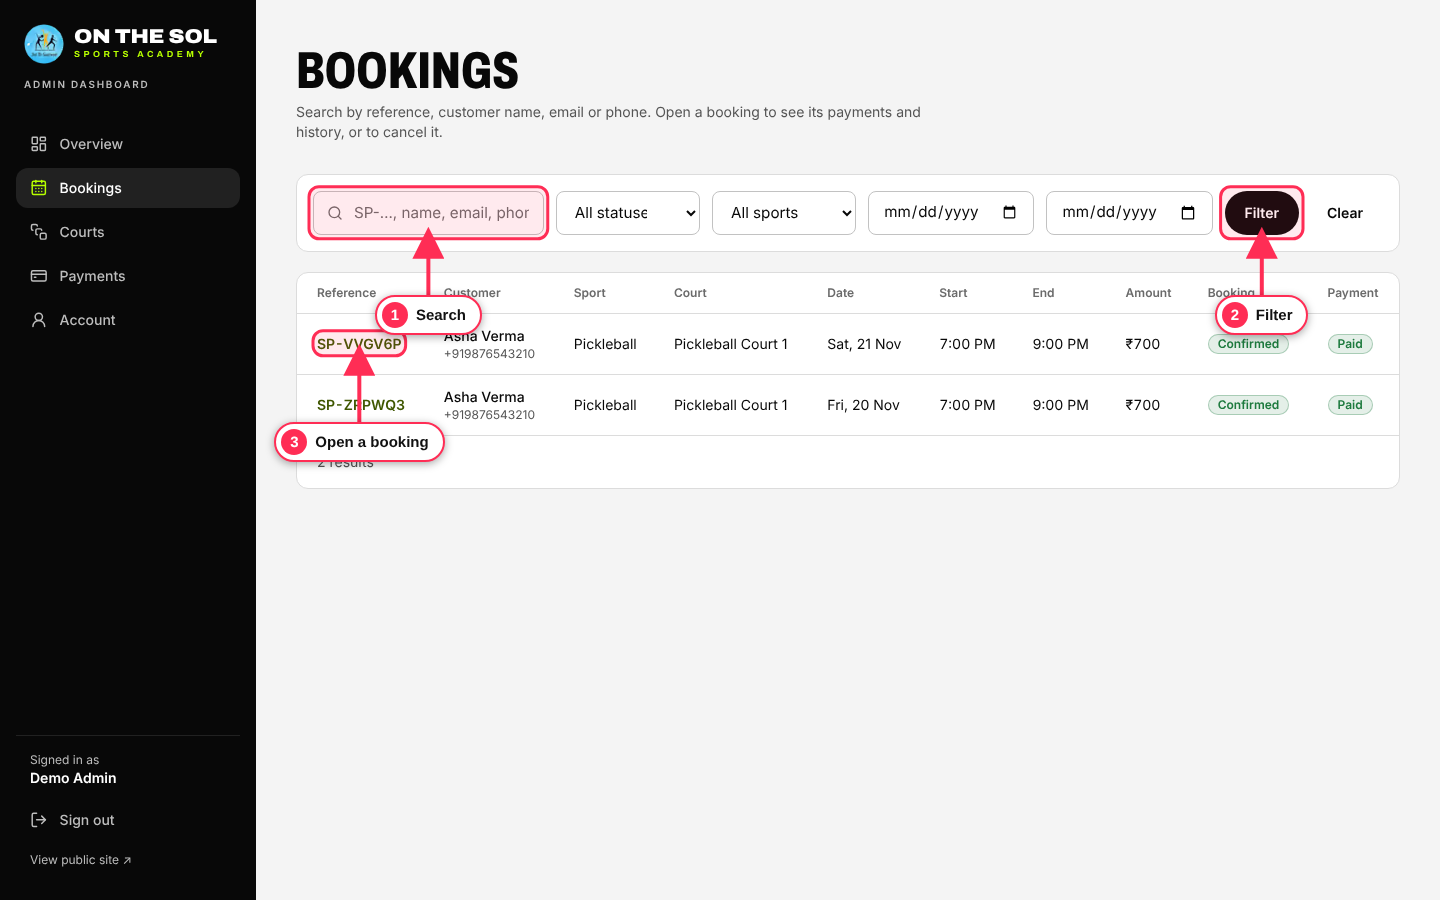 ON THE SOL
SPORTS ACADEMY
ADMIN DASHBOARD
Overview
Bookings
Courts
Payments
Account
Signed in as
Demo Admin
Sign out
View public site ↗
BOOKINGS
Search by reference, customer name, email or phone. Open a booking to see its payments and
history, or to cancel it.
SP-..., name, email, phor All statuse All sports mm/dd/yyyy mm/dd/yyyy Filter Clear
Reference Customer Sport Court Date Start End Amount Booking Payment
1 Search
2 Filter
SP-VVGV6P Asha Verma Pickleball Pickleball Court 1 Sat, 21 Nov 7:00 PM 9:00 PM ₹700 Confirmed Paid
+919876543210
Asha Verma Pickleball Pickleball Court 1 Fri, 20 Nov 7:00 PM 9:00 PM ₹700 Confirmed Paid
+919876543210
3 Open a booking
2 results